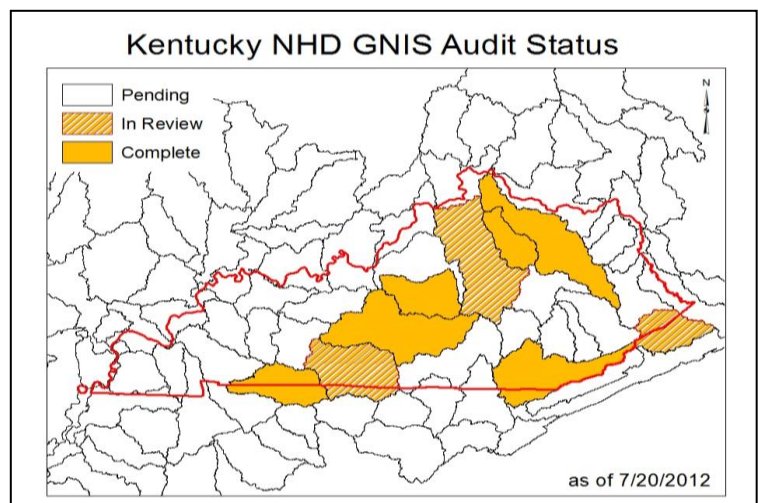 Kentucky NHD GNIS Audit Status
Pending
In Review
Complete
N
as of 7/20/2012